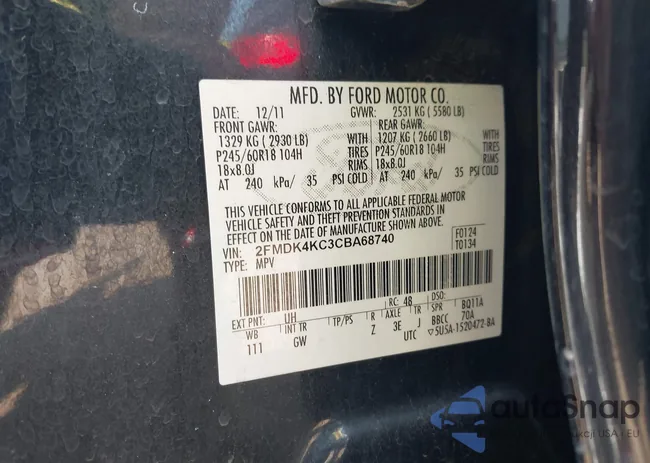 MFD. BY FORD MOTOR CO.
DATE: 12/11 GVWR: 2531 KG ( 5580 LB)
FRONT GAWR: REAR GAWR:
1329 KG ( 2930 LB) WITH 1207 KG ( 2660 LB) WITH
P245/60R18 104H TIRES P245/60R18 104H TIRES
18x8.0J RIMS 18x8.0J RIMS
AT 240 kPa/ 35 PSI COLD AT 240 kPa/ 35 PSI COLD
THIS VEHICLE CONFORMS TO ALL APPLICABLE FEDERAL MOTOR
VEHICLE SAFETY AND THEFT PREVENTION STANDARDS IN
EFFECT ON THE DATE OF MANUFACTURE SHOWN ABOVE.
VIN: 2FMDK4KC3CBA68740 F0124
TYPE: MPV T0134
EXT PNT: UH RC: 48 DSO:
WB INT TR TP/PS R AXLE TR SPR BQ11A
111 GW Z 3E J BBCC 70A
UTC ▽5USA-1520472-BA
autoSnap
USA i EU